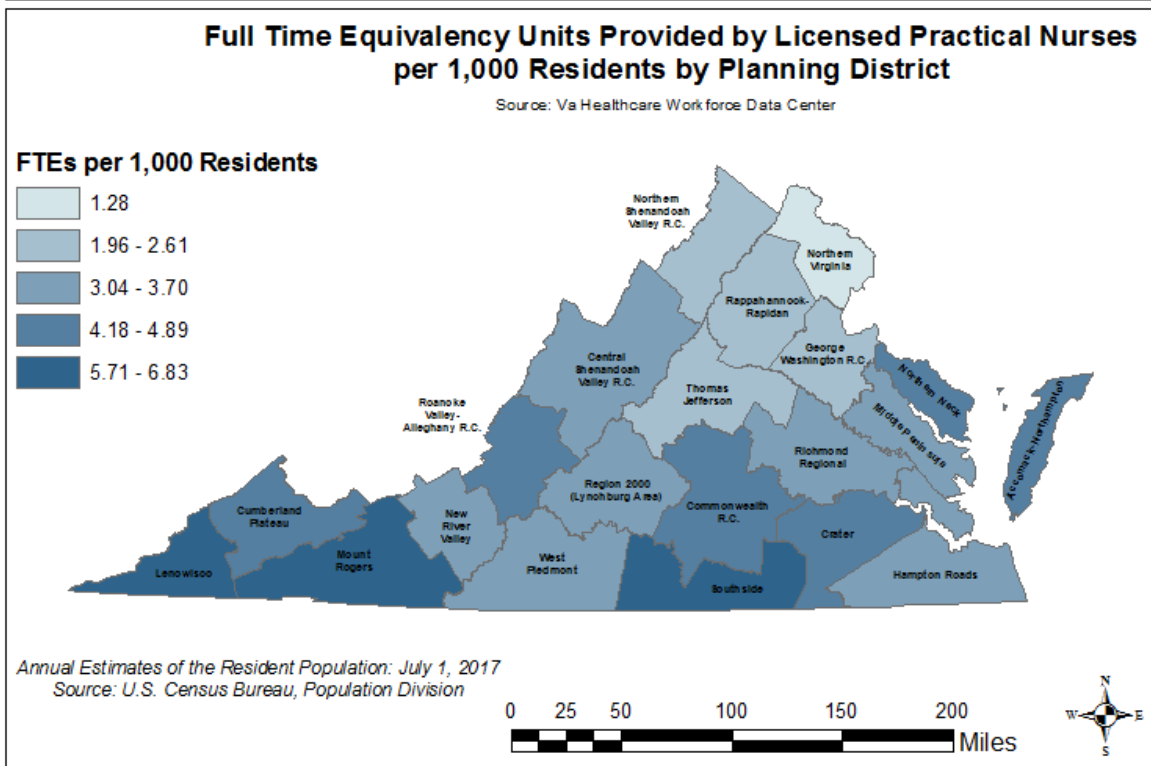 Full Time Equivalency Units Provided by Licensed Practical Nurses
per 1,000 Residents by Planning District
Source: Va Healthcare Workforce Data Center
FTEs per 1,000 Residents
1.28
1.96 - 2.61
3.04 - 3.70
4.18 - 4.89
5.71 - 6.83
Northern
Shenandoah
Valley R.C.
Northern
Virginia
Rappahannock-
Rapidan
George
Washington R.C.
Central
Shenandoah
Valley R.C.
Northern Neck
Thomas
Jefferson
Accomack-Northampton
Roanoke
Valley-
Alleghany R.C.
Middle Peninsula
Richmond
Regional
Region 2000
(Lynchburg Area)
Commonwealth
R.C.
Cumberland
Plateau
New
River
Valley
Crater
Mount
Rogers
West
Piedmont
Lenowisco
Southside
Hampton Roads
Annual Estimates of the Resident Population: July 1, 2017
Source: U.S. Census Bureau, Population Division
0 25 50 100 150 200
Miles
N
W E
S